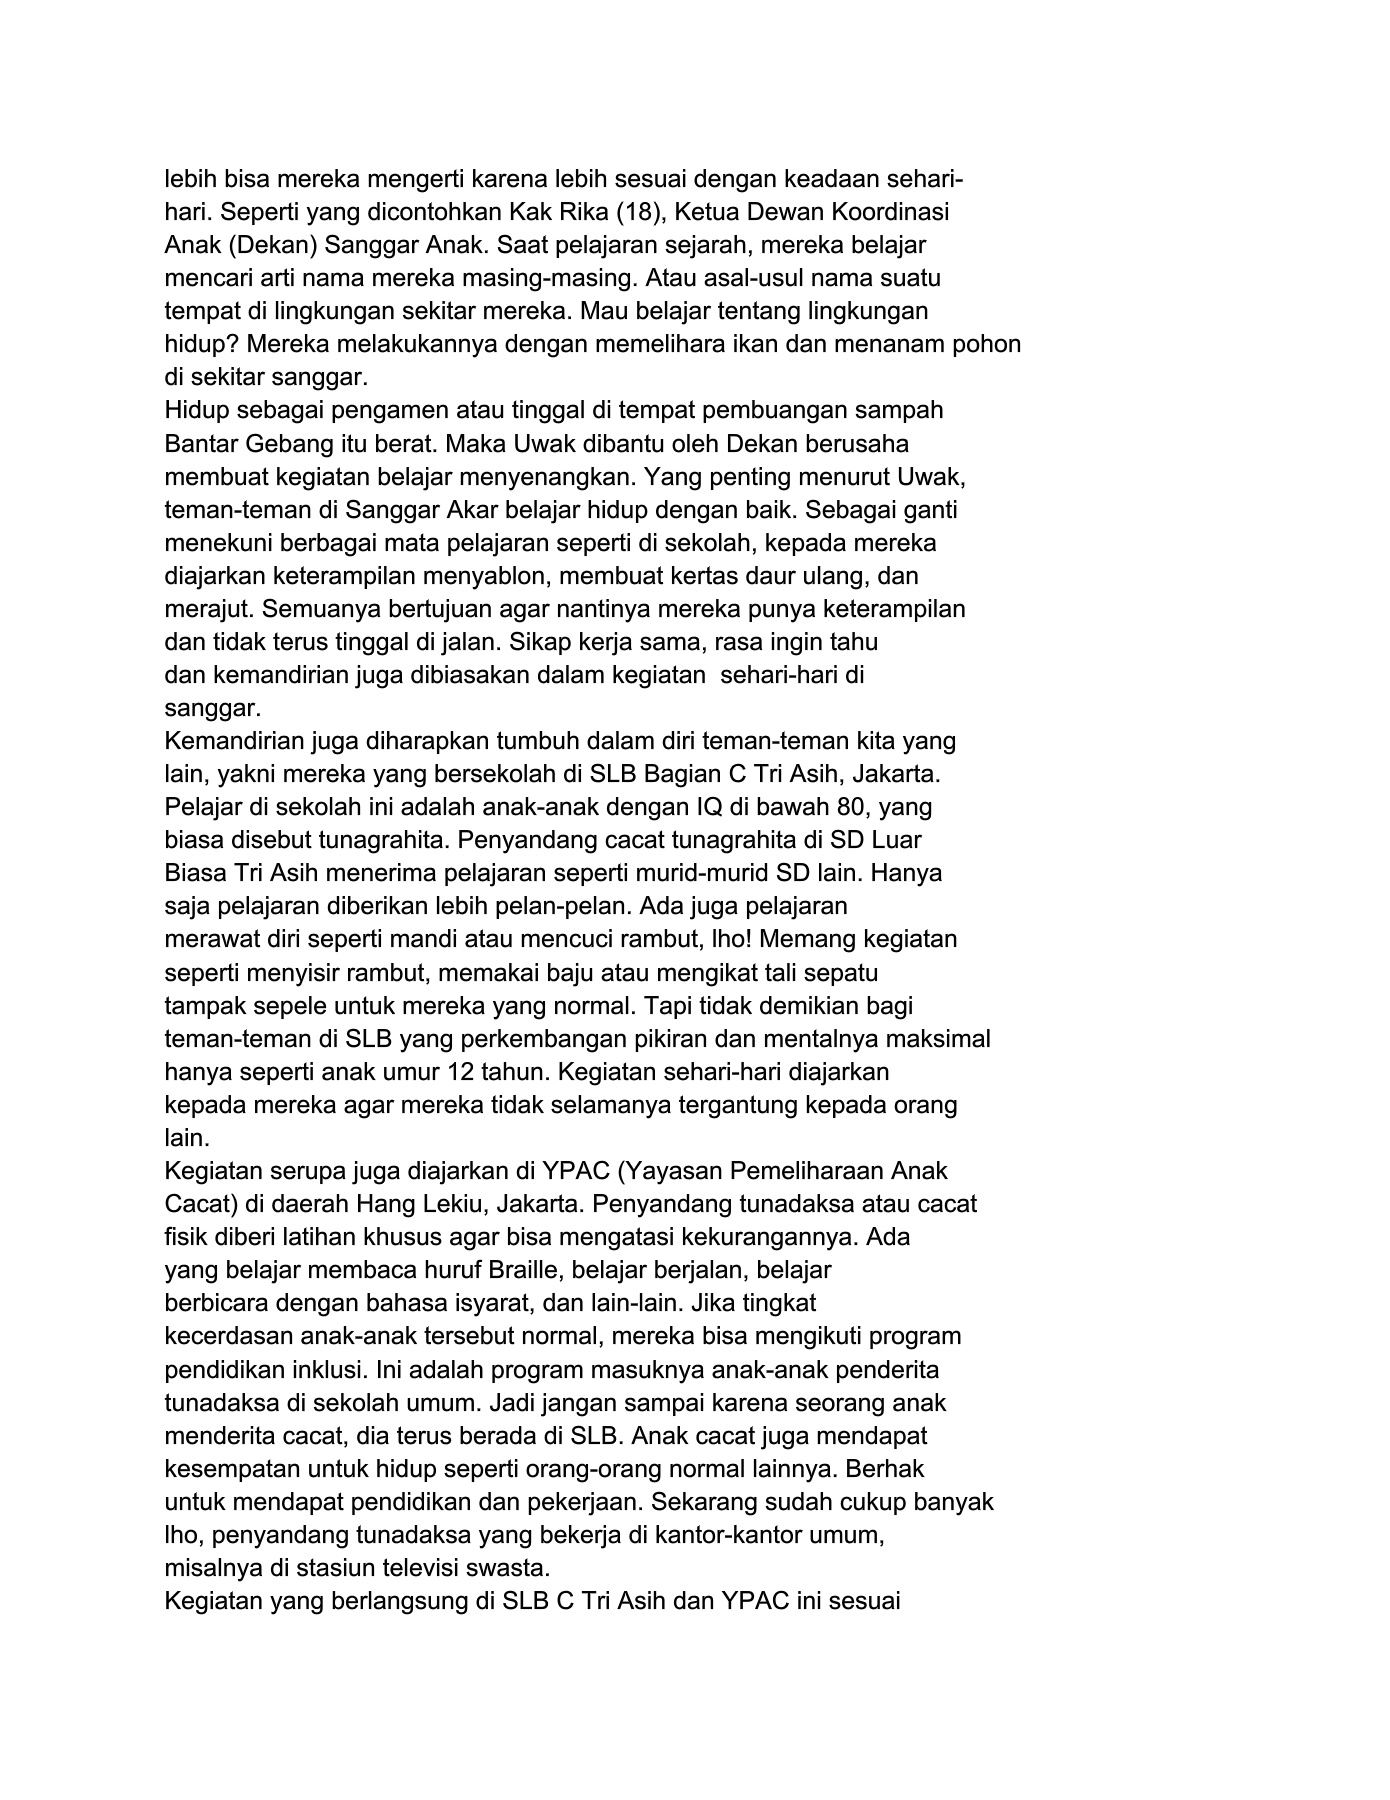 lebih bisa mereka mengerti karena lebih sesuai dengan keadaan sehari-
hari. Seperti yang dicontohkan Kak Rika (18), Ketua Dewan Koordinasi
Anak (Dekan) Sanggar Anak. Saat pelajaran sejarah, mereka belajar
mencari arti nama mereka masing-masing. Atau asal-usul nama suatu
tempat di lingkungan sekitar mereka. Mau belajar tentang lingkungan
hidup? Mereka melakukannya dengan memelihara ikan dan menanam pohon
di sekitar sanggar.
Hidup sebagai pengamen atau tinggal di tempat pembuangan sampah
Bantar Gebang itu berat. Maka Uwak dibantu oleh Dekan berusaha
membuat kegiatan belajar menyenangkan. Yang penting menurut Uwak,
teman-teman di Sanggar Akar belajar hidup dengan baik. Sebagai ganti
menekuni berbagai mata pelajaran seperti di sekolah, kepada mereka
diajarkan keterampilan menyablon, membuat kertas daur ulang, dan
merajut. Semuanya bertujuan agar nantinya mereka punya keterampilan
dan tidak terus tinggal di jalan. Sikap kerja sama, rasa ingin tahu
dan kemandirian juga dibiasakan dalam kegiatan  sehari-hari di
sanggar.
Kemandirian juga diharapkan tumbuh dalam diri teman-teman kita yang
lain, yakni mereka yang bersekolah di SLB Bagian C Tri Asih, Jakarta.
Pelajar di sekolah ini adalah anak-anak dengan IQ di bawah 80, yang
biasa disebut tunagrahita. Penyandang cacat tunagrahita di SD Luar
Biasa Tri Asih menerima pelajaran seperti murid-murid SD lain. Hanya
saja pelajaran diberikan lebih pelan-pelan. Ada juga pelajaran
merawat diri seperti mandi atau mencuci rambut, lho! Memang kegiatan
seperti menyisir rambut, memakai baju atau mengikat tali sepatu
tampak sepele untuk mereka yang normal. Tapi tidak demikian bagi
teman-teman di SLB yang perkembangan pikiran dan mentalnya maksimal
hanya seperti anak umur 12 tahun. Kegiatan sehari-hari diajarkan
kepada mereka agar mereka tidak selamanya tergantung kepada orang
lain.
Kegiatan serupa juga diajarkan di YPAC (Yayasan Pemeliharaan Anak
Cacat) di daerah Hang Lekiu, Jakarta. Penyandang tunadaksa atau cacat
fisik diberi latihan khusus agar bisa mengatasi kekurangannya. Ada
yang belajar membaca huruf Braille, belajar berjalan, belajar
berbicara dengan bahasa isyarat, dan lain-lain. Jika tingkat
kecerdasan anak-anak tersebut normal, mereka bisa mengikuti program
pendidikan inklusi. Ini adalah program masuknya anak-anak penderita
tunadaksa di sekolah umum. Jadi jangan sampai karena seorang anak
menderita cacat, dia terus berada di SLB. Anak cacat juga mendapat
kesempatan untuk hidup seperti orang-orang normal lainnya. Berhak
untuk mendapat pendidikan dan pekerjaan. Sekarang sudah cukup banyak
lho, penyandang tunadaksa yang bekerja di kantor-kantor umum,
misalnya di stasiun televisi swasta.
Kegiatan yang berlangsung di SLB C Tri Asih dan YPAC ini sesuai